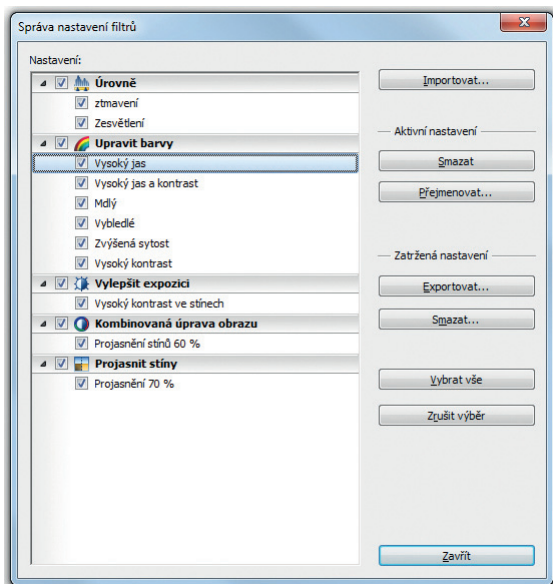 Správa nastavení filtrů
Nastavení:
Úrovně
ztmavení
Zesvětlení
Upravit barvy
Vysoký jas
Vysoký jas a kontrast
Mdlý
Vybledlé
Zvýšená sytost
Vysoký kontrast
Vylepšit expozici
Vysoký kontrast ve stínech
Kombinovaná úprava obrazu
Projasnění stínů 60 %
Projasnit stíny
Projasnění 70 %
Importovat...
Aktivní nastavení
Smazat
Přejmenovat...
Zatržená nastavení
Exportovat...
Smazat...
Vybrat vše
Zrušit výběr
Zavřít